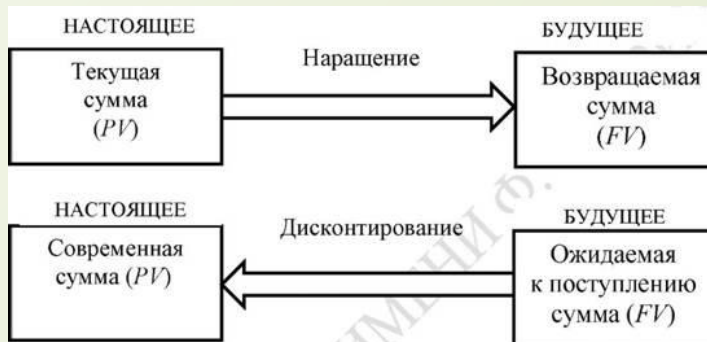 НАСТОЯЩЕЕ
БУДУЩЕЕ
Текущая
сумма
(PV)
Наращение
Возвращаемая
сумма
(FV)
НАСТОЯЩЕЕ
БУДУЩЕЕ
Современная
сумма (PV)
Дисконтирование
Ожидаемая
к поступлению
сумма (FV)
ИМЕНИ Ф.